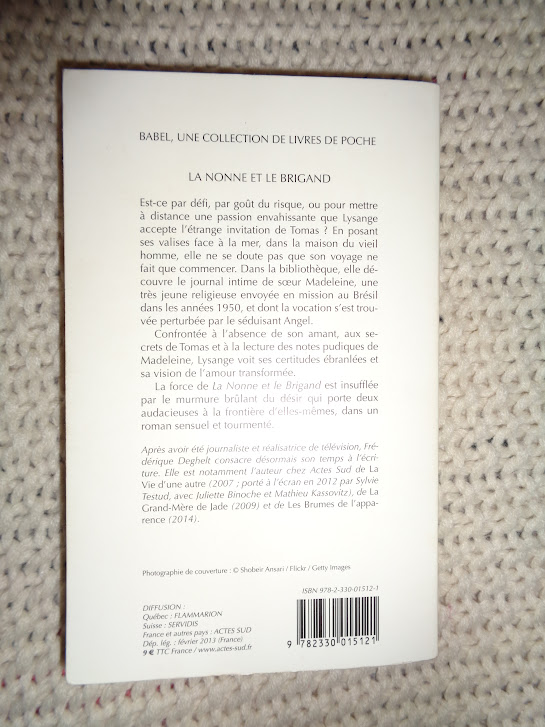 BABEL, UNE COLLECTION DE LIVRES DE POCHE
LA NONNE ET LE BRIGAND
Est-ce par défi, par goût du risque, ou pour mettre
à distance une passion envahissante que Lysange
accepte l'étrange invitation de Tomas ? En posant
ses valises face à la mer, dans la maison du vieil
homme, elle ne se doute pas que son voyage ne
fait que commencer. Dans la bibliothèque, elle dé-
couvre le journal intime de sœur Madeleine, une
très jeune religieuse envoyée en mission au Brésil
dans les années 1950, et dont la vocation s'est trou-
vée perturbée par le séduisant Angel.
Confrontée à l'absence de son amant, aux se-
crets de Tomas et à la lecture des notes pudiques de
Madeleine, Lysange voit ses certitudes ébranlées et
sa vision de l'amour transformée.
La force de La Nonne et le Brigand est insufflée
par le murmure brûlant du désir qui porte deux
audacieuses à la frontière d'elles-mêmes, dans un
roman sensuel et tourmenté.
Après avoir été journaliste et réalisatrice de télévision, Fré-
dérique Deghelt consacre désormais son temps à l'écri-
ture. Elle est notamment l'auteur chez Actes Sud de La
Vie d'une autre (2007 ; porté à l'écran en 2012 par Sylvie
Testud, avec Juliette Binoche et Mathieu Kassovitz), de La
Grand-Mère de Jade (2009) et de Les Brumes de l'appa-
rence (2014).
Photographie de couverture : © Shobeir Ansari / Flickr / Getty Images
ISBN 978-2-330-01512-1
DIFFUSION :
Québec : FLAMMARION
Suisse : SERVIDIS
France et autres pays : ACTES SUD
Dép. lég. : février 2013 (France)
9 € TTC France / www.actes-sud.fr
9 782330 015121